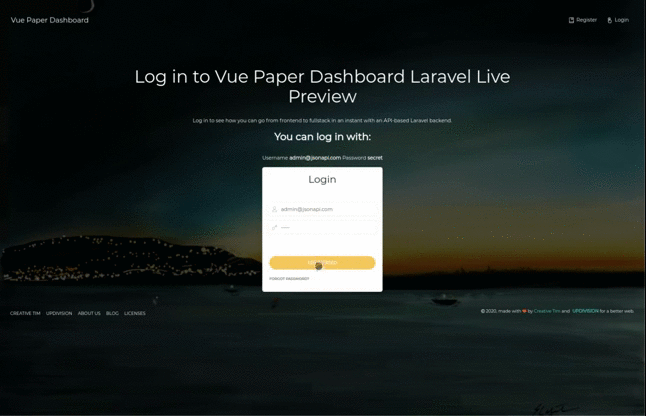 Vue Paper Dashboard
Register
Login
Log in to Vue Paper Dashboard Laravel Live
Preview
Log in to see how you can go from frontend to fullstack in an instant with an API-based Laravel backend.
You can log in with:
Username admin@jsonapi.com Password secret
Login
admin@jsonapi.com
FORGOT PASSWORD?
CREATIVE TIM UPDIVISION ABOUT US BLOG LICENSES
© 2020, made with ❤ by Creative Tim and UPDIVISION for a better web.